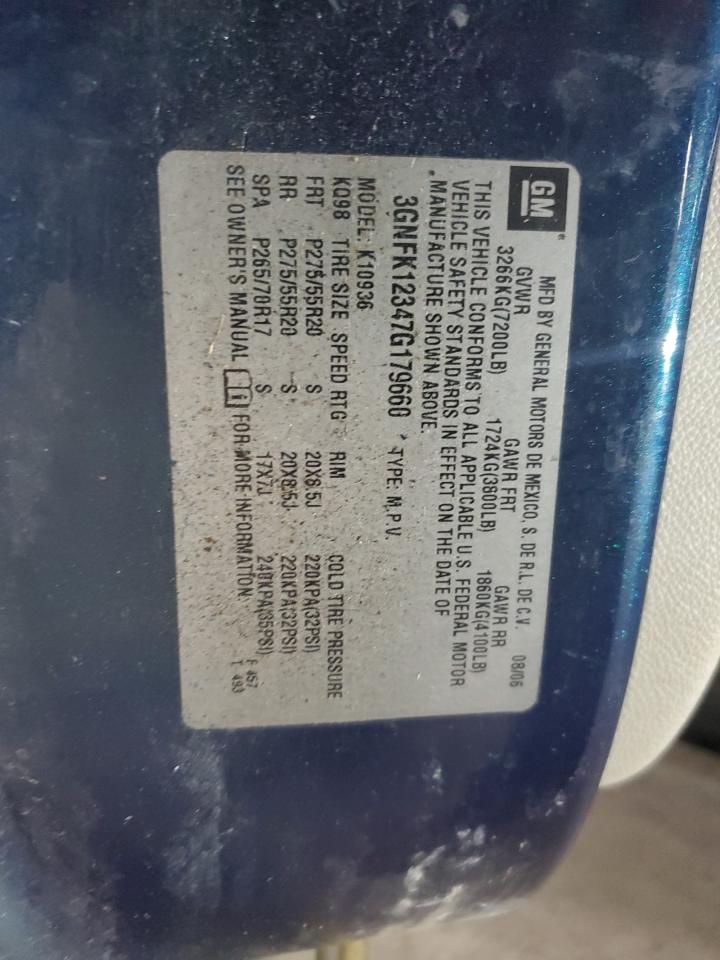 GM
MFD BY GENERAL MOTORS DE MEXICO, S. DE R.L. DE C.V. 08/06
GVWR GAWR FRT GAWR RR
3266KG(7200LB) 1724KG(3800LB) 1860KG(4100LB)
THIS VEHICLE CONFORMS TO ALL APPLICABLE U.S. FEDERAL MOTOR
VEHICLE SAFETY STANDARDS IN EFFECT ON THE DATE OF
MANUFACTURE SHOWN ABOVE.
3GNFK12347G179660 TYPE: M.P.V.
MODEL: K10936
KQ98 TIRE SIZE SPEED RTG RIM COLD TIRE PRESSURE
FRT P275/55R20 S 20X8.5J 220KPA(32PSI)
RR P275/55R20 S 20X8.5J 220KPA(32PSI)
SPA P265/70R17 S 17X7J 240KPA(35PSI)
SEE OWNER'S MANUAL FOR MORE INFORMATION.
F 457
T 493